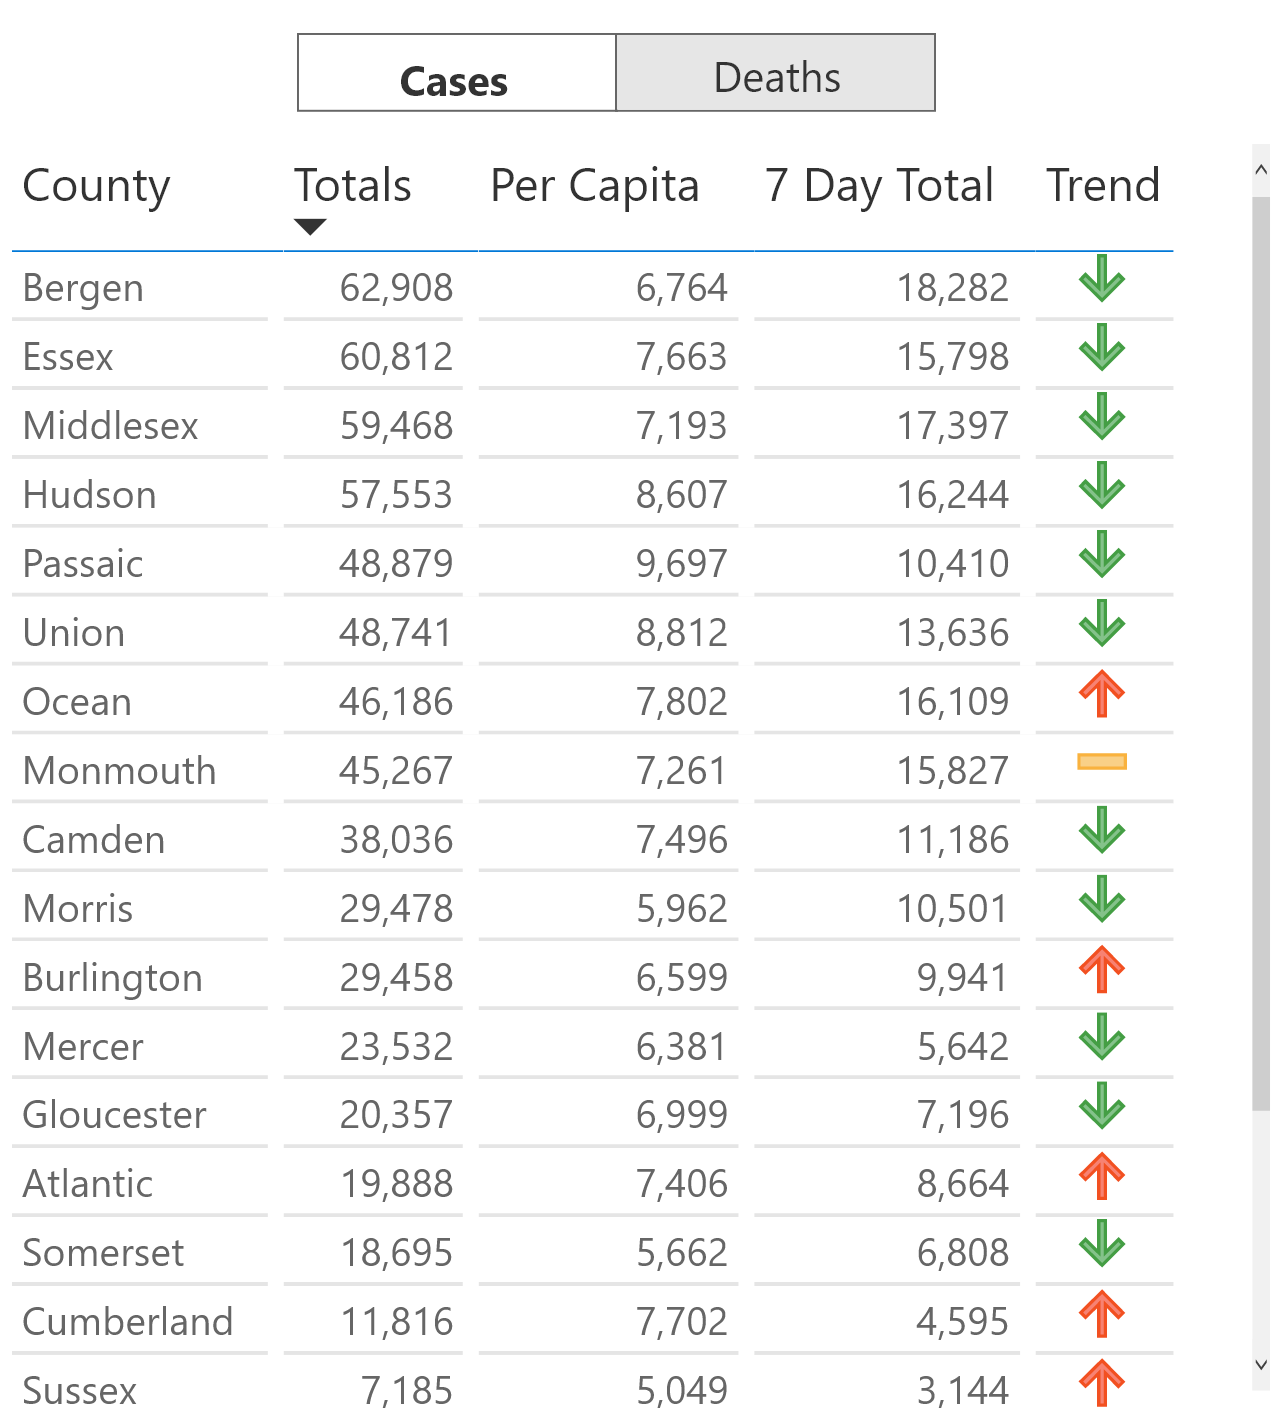 Cases Deaths
County Totals Per Capita 7 Day Total Trend
Bergen 62,908 6,764 18,282
Essex 60,812 7,663 15,798
Middlesex 59,468 7,193 17,397
Hudson 57,553 8,607 16,244
Passaic 48,879 9,697 10,410
Union 48,741 8,812 13,636
Ocean 46,186 7,802 16,109
Monmouth 45,267 7,261 15,827
Camden 38,036 7,496 11,186
Morris 29,478 5,962 10,501
Burlington 29,458 6,599 9,941
Mercer 23,532 6,381 5,642
Gloucester 20,357 6,999 7,196
Atlantic 19,888 7,406 8,664
Somerset 18,695 5,662 6,808
Cumberland 11,816 7,702 4,595
Sussex 7,185 5,049 3,144